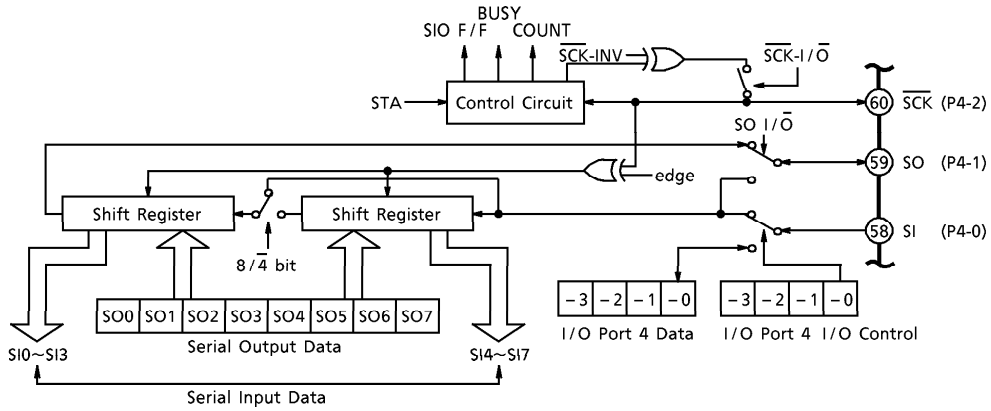 BUSY
SIO F/F COUNT
SCK-INV
SCK-I/O
STA
Control Circuit
60 SCK (P4-2)
SO I/O
59 SO (P4-1)
edge
Shift Register
Shift Register
58 SI (P4-0)
8/4 bit
SO0 SO1 SO2 SO3 SO4 SO5 SO6 SO7
Serial Output Data
-3 -2 -1 -0
I/O Port 4 Data
-3 -2 -1 -0
I/O Port 4 I/O Control
SI0~SI3
SI4~SI7
Serial Input Data